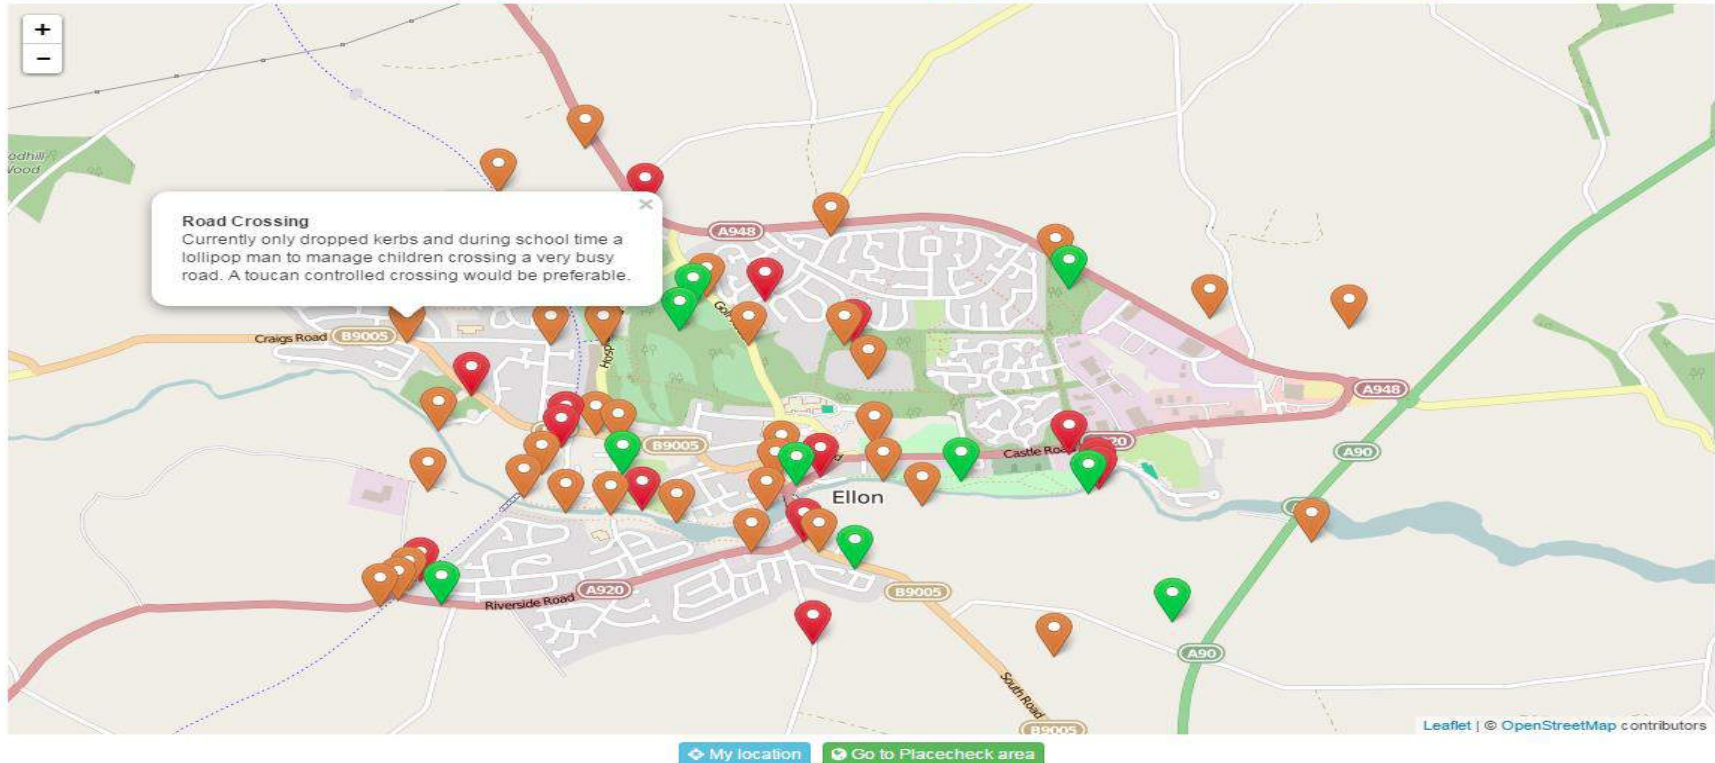 +
−
odhill
Wood
Road Crossing
×
Currently only dropped kerbs and during school time a
lollipop man to manage children crossing a very busy
road. A toucan controlled crossing would be preferable.
A948
Craigs Road
B9005
A948
B9005
A90
Castle Road
Ellon
A920
Riverside Road
B9005
A90
South Road
B9005
Leaflet | © OpenStreetMap contributors
My location
Go to Placecheck area